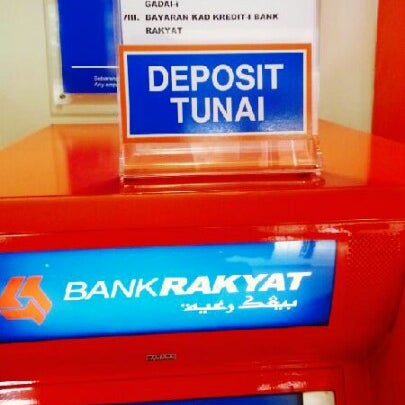 GADAI-i
VIII. BAYARAN KAD KREDIT-I BANK
RAKYAT
DEPOSIT
TUNAI
BANKRAKYAT
بيڠک رعيت